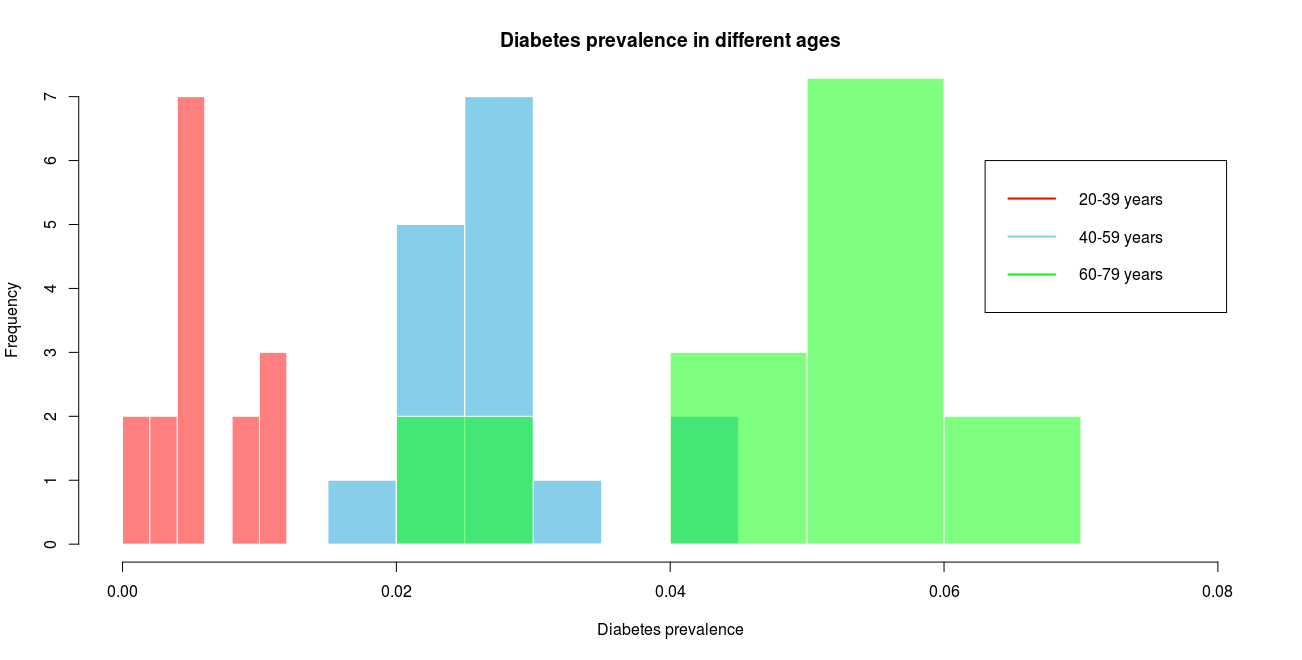 Diabetes prevalence in different ages
7
6
5
4
3
2
1
0
Frequency
20-39 years
40-59 years
60-79 years
0.00
0.02
0.04
0.06
0.08
Diabetes prevalence